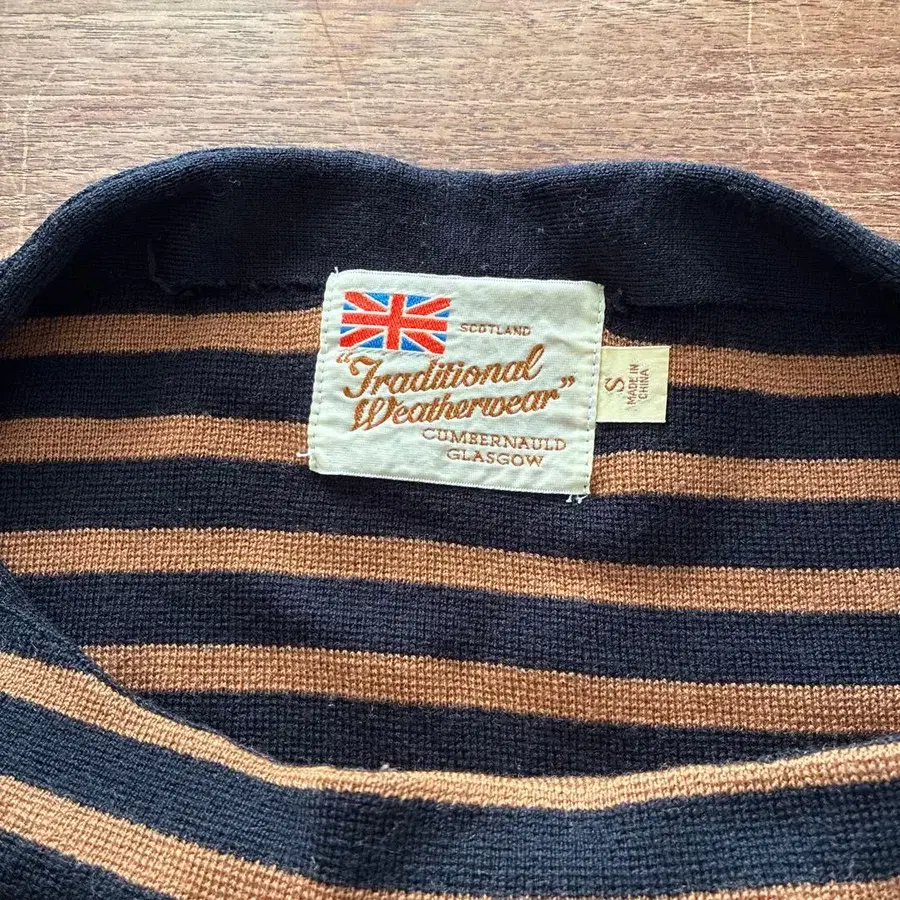 SCOTLAND
"Traditional
Weatherwear"
CUMBERNAULD
GLASGOW
S
MADE IN
CHINA